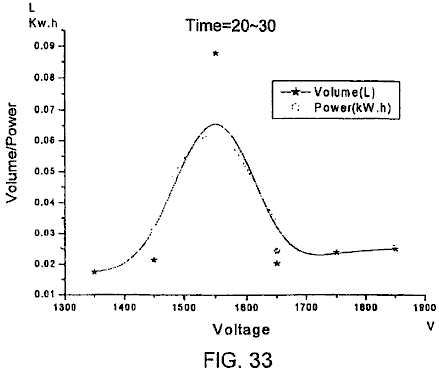 L
Kw.h
Time=20~30
0.09
0.08
0.07
0.06
0.05
0.04
0.03
0.02
0.01
Volume/Power
Volume(L)
Power(kW.h)
1300 1400 1500 1600 1700 1800 1900
Voltage
V
FIG. 33